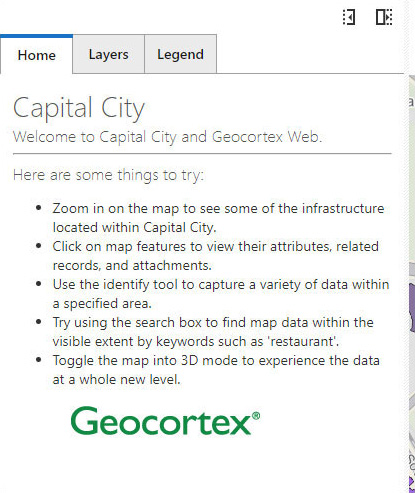 Home Layers Legend
Capital City
Welcome to Capital City and Geocortex Web.
Here are some things to try:
• Zoom in on the map to see some of the infrastructure
located within Capital City.
• Click on map features to view their attributes, related
records, and attachments.
• Use the identify tool to capture a variety of data within
a specified area.
• Try using the search box to find map data within the
visible extent by keywords such as 'restaurant'.
• Toggle the map into 3D mode to experience the data
at a whole new level.
Geocortex®